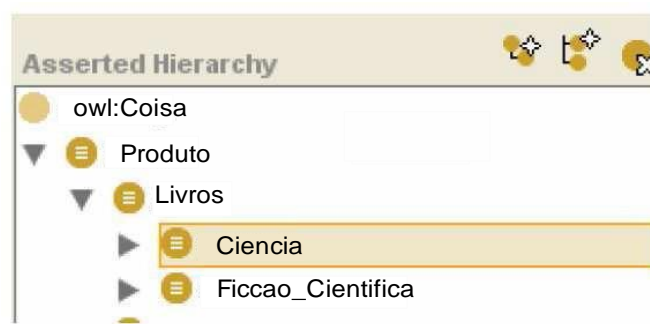 Asserted Hierarchy
owl:Coisa
Produto
Livros
Ciencia
Ficcao_Cientifica